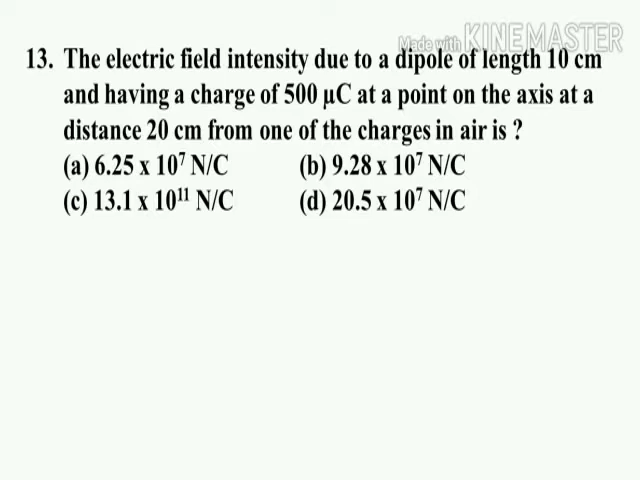 Made with KINEMASTER
13. The electric field intensity due to a dipole of length 10 cm
and having a charge of 500 µC at a point on the axis at a
distance 20 cm from one of the charges in air is ?
(a) 6.25 x 10⁷ N/C (b) 9.28 x 10⁷ N/C
(c) 13.1 x 10¹¹ N/C (d) 20.5 x 10⁷ N/C